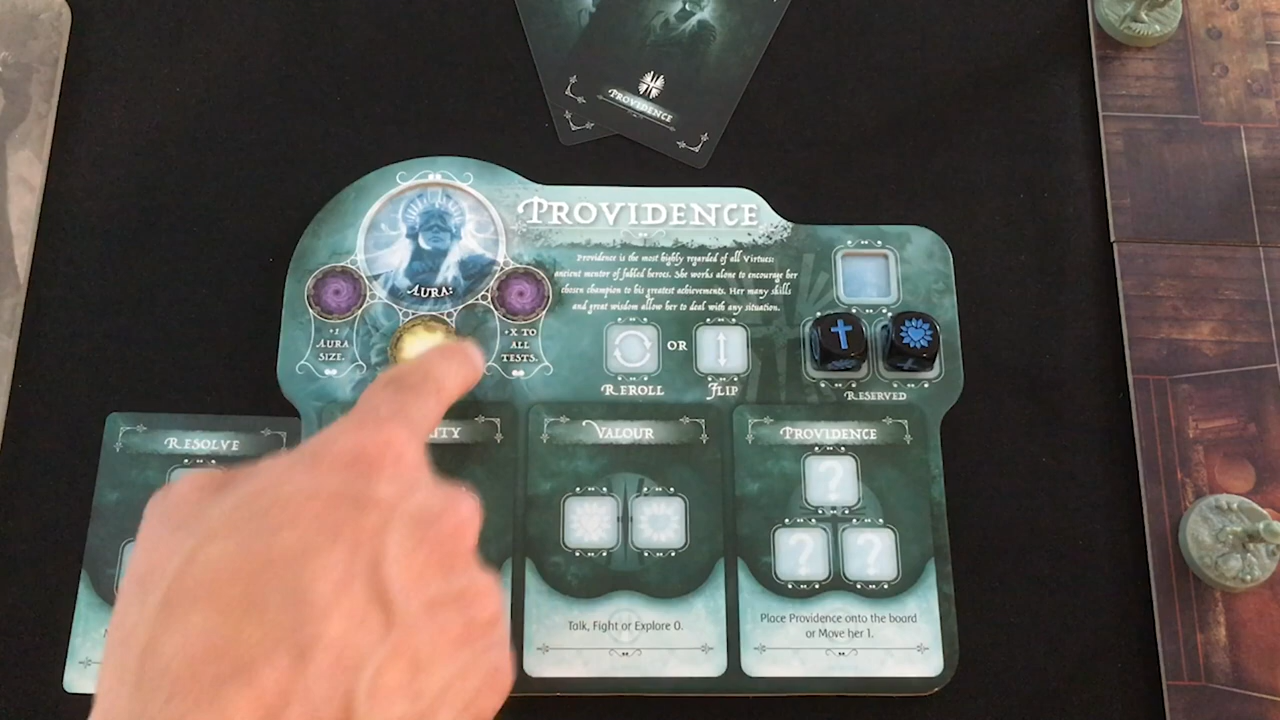 PROVIDENCE
PROVIDENCE
Providence is the most highly regarded of all Virtues:
ancient mentor of fabled heroes. She works alone to encourage her
chosen champion to his greatest achievements. Her many skills
and great wisdom allow her to deal with any situation.
AURA:
+1
AURA
SIZE.
+X TO
ALL
TESTS.
OR
REROLL
FLIP
RESERVED
RESOLVE
VALOUR
PROVIDENCE
?
? ?
Talk, Fight or Explore 0.
Place Providence onto the board
or Move her 1.